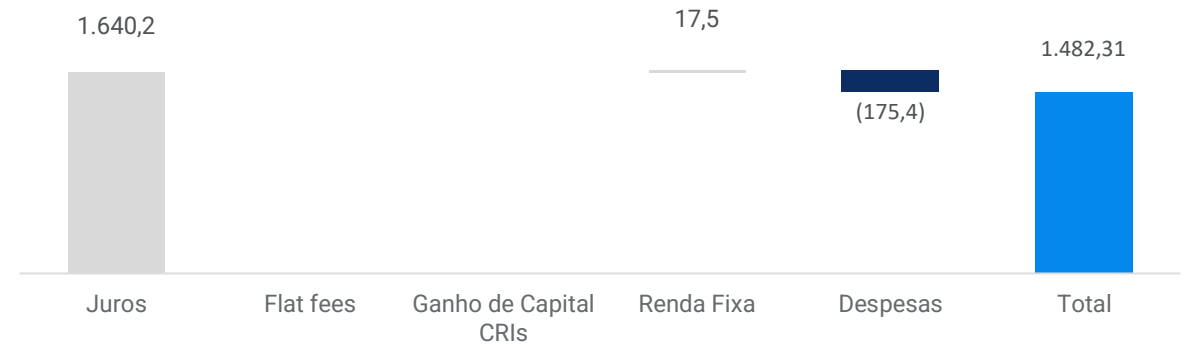 1.640,2
17,5
1.482,31
(175,4)
Juros
Flat fees
Ganho de Capital
CRIs
Renda Fixa
Despesas
Total